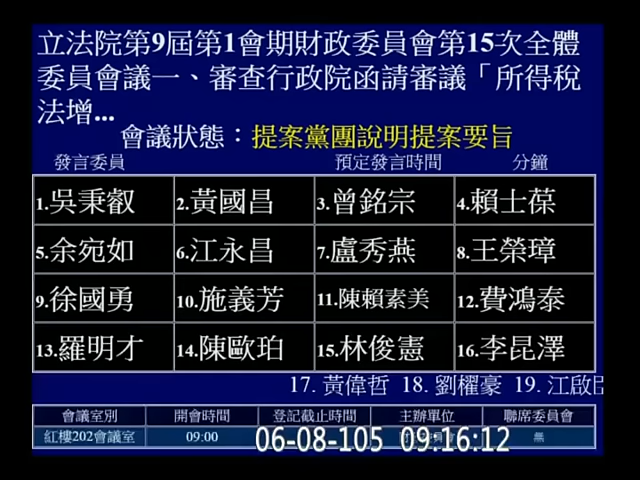 立法院第9屆第1會期財政委員會第15次全體
委員會議一、審查行政院函請審議「所得稅
法增...
會議狀態：提案黨團說明提案要旨
發言委員 預定發言時間 分鐘
1.吳秉叡 2.黃國昌 3.曾銘宗 4.賴士葆
5.余宛如 6.江永昌 7.盧秀燕 8.王榮璋
9.徐國勇 10.施義芳 11.陳賴素美 12.費鴻泰
13.羅明才 14.陳歐珀 15.林俊憲 16.李昆澤
17. 黃偉哲 18. 劉櫂豪 19. 江啟
會議室別 開會時間 登記截止時間 主辦單位 聯席委員會
紅樓202會議室 09:00 無
06-08-105 09:16:12